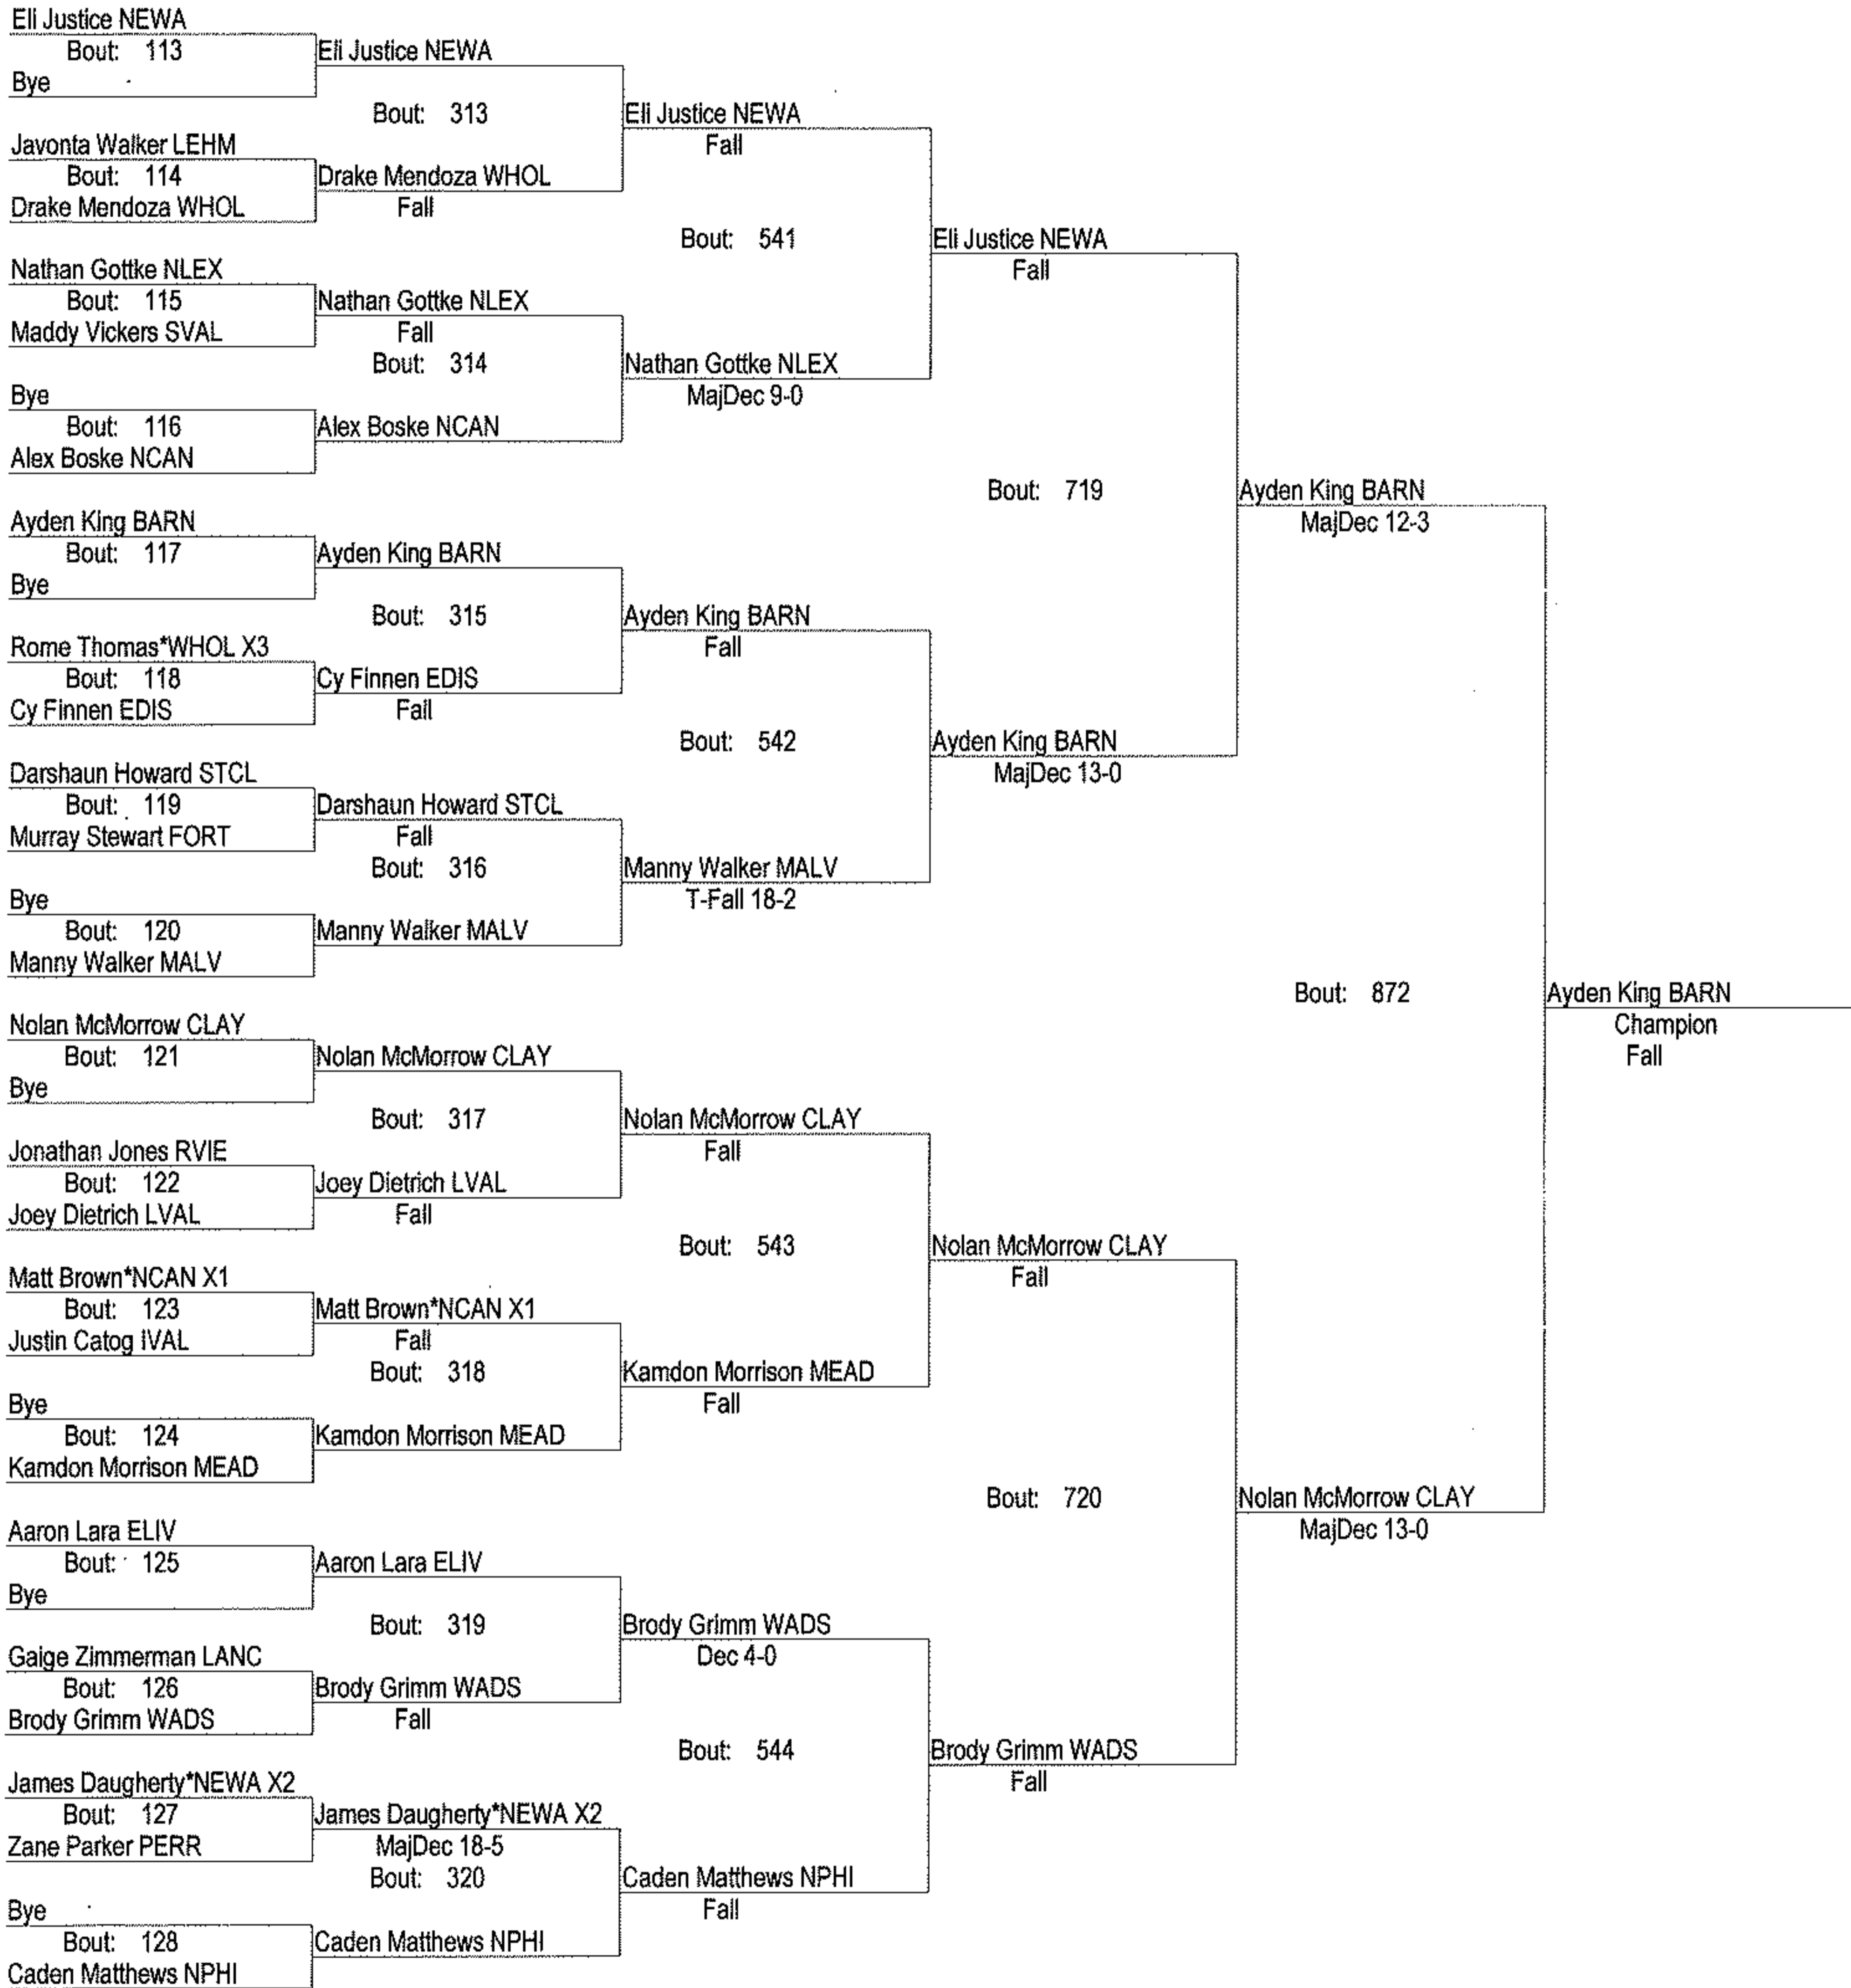 Eli Justice NEWA
Bout: 113
Bye
Javonta Walker LEHM
Bout: 114
Drake Mendoza WHOL
Nathan Gottke NLEX
Bout: 115
Maddy Vickers SVAL
Bye
Bout: 116
Alex Boske NCAN
Ayden King BARN
Bout: 117
Bye
Rome Thomas*WHOL X3
Bout: 118
Cy Finnen EDIS
Darshaun Howard STCL
Bout: 119
Murray Stewart FORT
Bye
Bout: 120
Manny Walker MALV
Nolan McMorrow CLAY
Bout: 121
Bye
Jonathan Jones RVIE
Bout: 122
Joey Dietrich LVAL
Matt Brown*NCAN X1
Bout: 123
Justin Catog IVAL
Bye
Bout: 124
Kamdon Morrison MEAD
Aaron Lara ELIV
Bout: 125
Bye
Gaige Zimmerman LANC
Bout: 126
Brody Grimm WADS
James Daugherty*NEWA X2
Bout: 127
Zane Parker PERR
Bye
Bout: 128
Caden Matthews NPHI
Eli Justice NEWA
Bout: 313
Drake Mendoza WHOL
Fall
Nathan Gottke NLEX
Fall
Bout: 314
Alex Boske NCAN
Ayden King BARN
Bout: 315
Cy Finnen EDIS
Fall
Darshaun Howard STCL
Fall
Bout: 316
Manny Walker MALV
Nolan McMorrow CLAY
Bout: 317
Joey Dietrich LVAL
Fall
Matt Brown*NCAN X1
Fall
Bout: 318
Kamdon Morrison MEAD
Aaron Lara ELIV
Bout: 319
Brody Grimm WADS
Fall
James Daugherty*NEWA X2
MajDec 18-5
Bout: 320
Caden Matthews NPHI
Eli Justice NEWA
Fall
Bout: 541
Nathan Gottke NLEX
MajDec 9-0
Ayden King BARN
Fall
Bout: 542
Manny Walker MALV
T-Fall 18-2
Nolan McMorrow CLAY
Fall
Bout: 543
Kamdon Morrison MEAD
Fall
Brody Grimm WADS
Dec 4-0
Bout: 544
Caden Matthews NPHI
Fall
Eli Justice NEWA
Fall
Bout: 719
Ayden King BARN
MajDec 13-0
Nolan McMorrow CLAY
Fall
Bout: 720
Brody Grimm WADS
Fall
Ayden King BARN
MajDec 12-3
Bout: 872
Nolan McMorrow CLAY
MajDec 13-0
Ayden King BARN
Champion
Fall